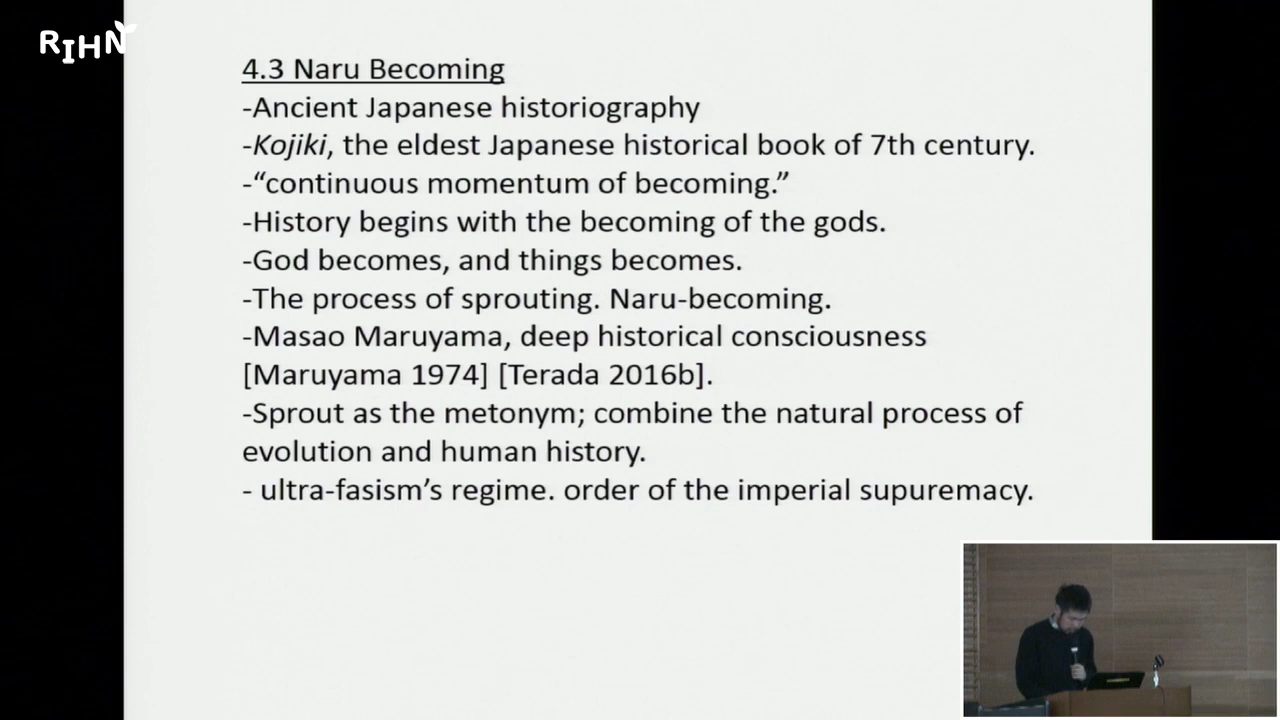 RIHN
4.3 Naru Becoming
-Ancient Japanese historiography
-Kojiki, the eldest Japanese historical book of 7th century.
-“continuous momentum of becoming.”
-History begins with the becoming of the gods.
-God becomes, and things becomes.
-The process of sprouting. Naru-becoming.
-Masao Maruyama, deep historical consciousness
[Maruyama 1974] [Terada 2016b].
-Sprout as the metonym; combine the natural process of
evolution and human history.
- ultra-fasism’s regime. order of the imperial supuremacy.